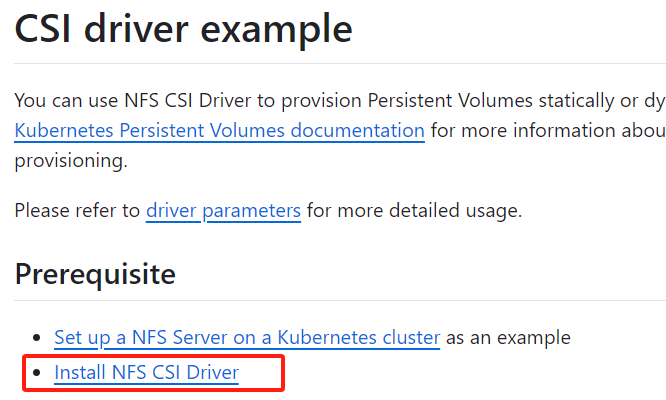 CSI driver example
You can use NFS CSI Driver to provision Persistent Volumes statically or dy
Kubernetes Persistent Volumes documentation for more information abou
provisioning.
Please refer to driver parameters for more detailed usage.
Prerequisite
• Set up a NFS Server on a Kubernetes cluster as an example
• Install NFS CSI Driver